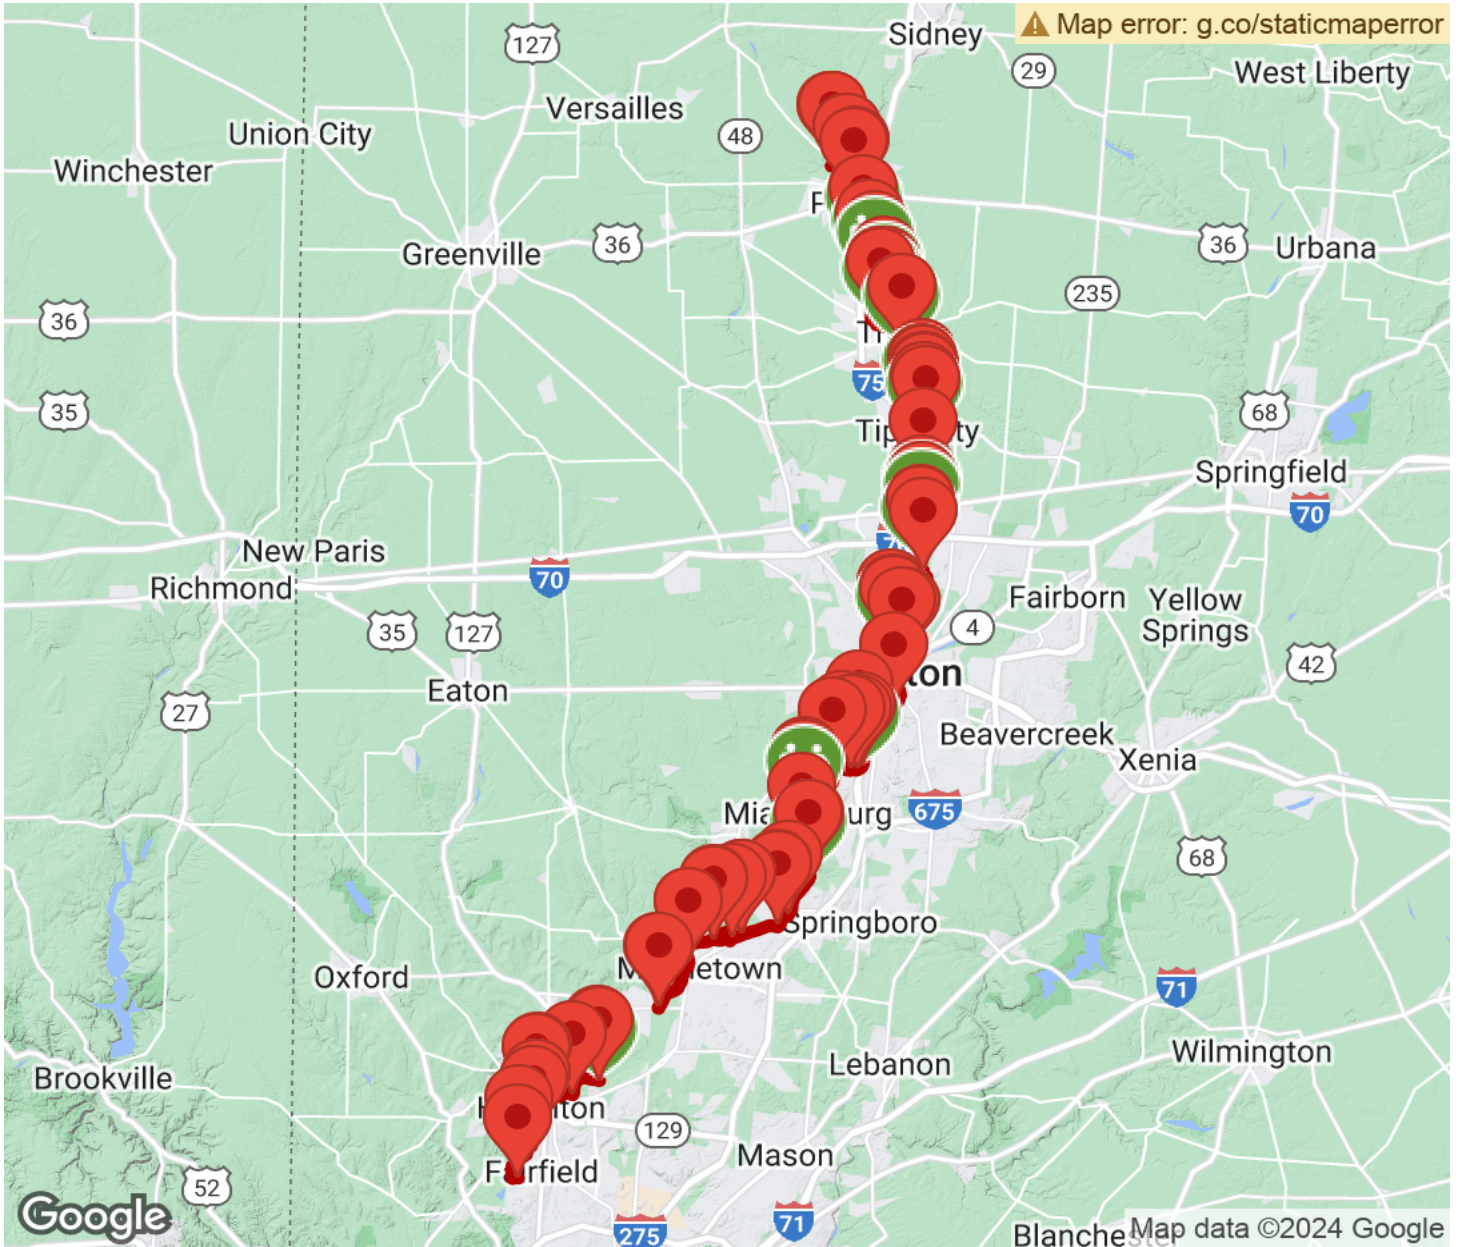 Sidney
Map error: g.co/staticmaperror
127
29
West Liberty
Versailles
48
Union City
Winchester
36
Greenville
36
Urbana
36
235
35
75
68
Springfield
70
New Paris
Richmond
70
35
127
Fairborn
Yellow
Springs
4
42
Eaton
27
Beavercreek
Xenia
675
68
Springboro
Oxford
71
Lebanon
Wilmington
Brookville
129
Mason
52
Google
275
71
Map data ©2024 Google